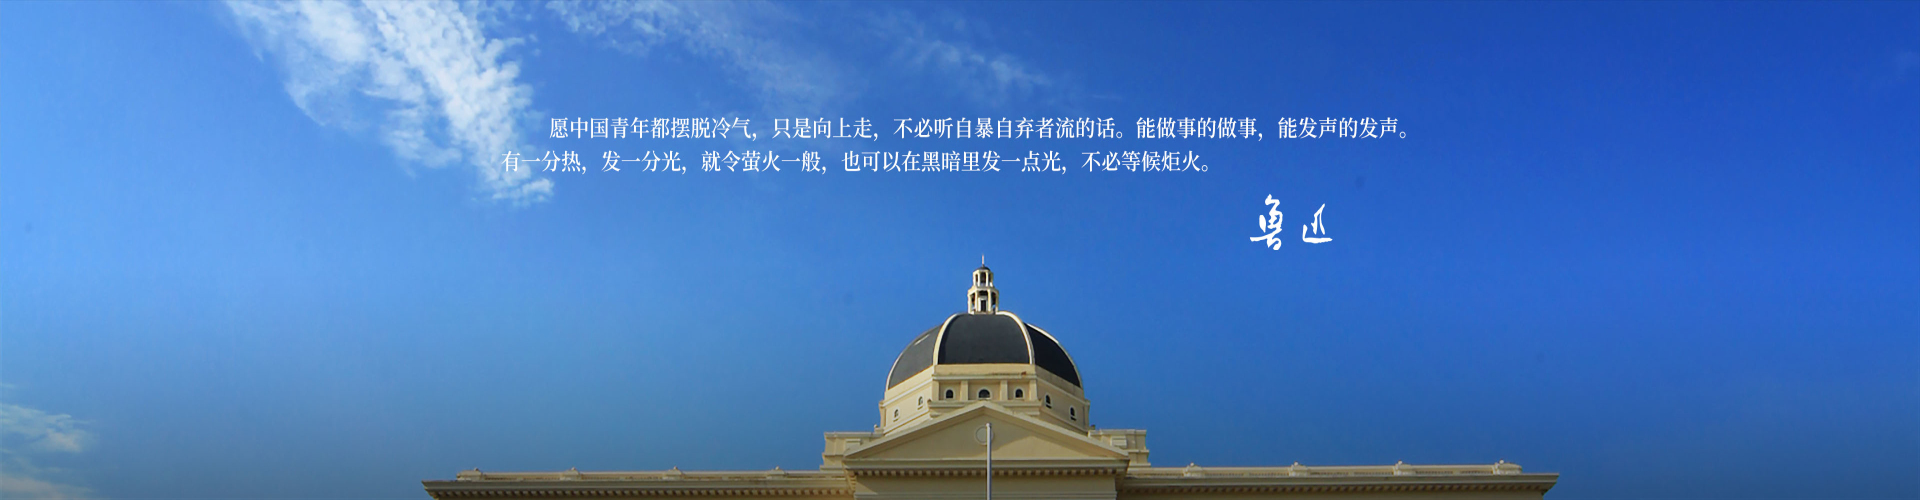 愿中国青年都摆脱冷气，只是向上走，不必听自暴自弃者流的话。能做事的做事，能发声的发声。
有一分热，发一分光，就令萤火一般，也可以在黑暗里发一点光，不必等候炬火。
鲁迅